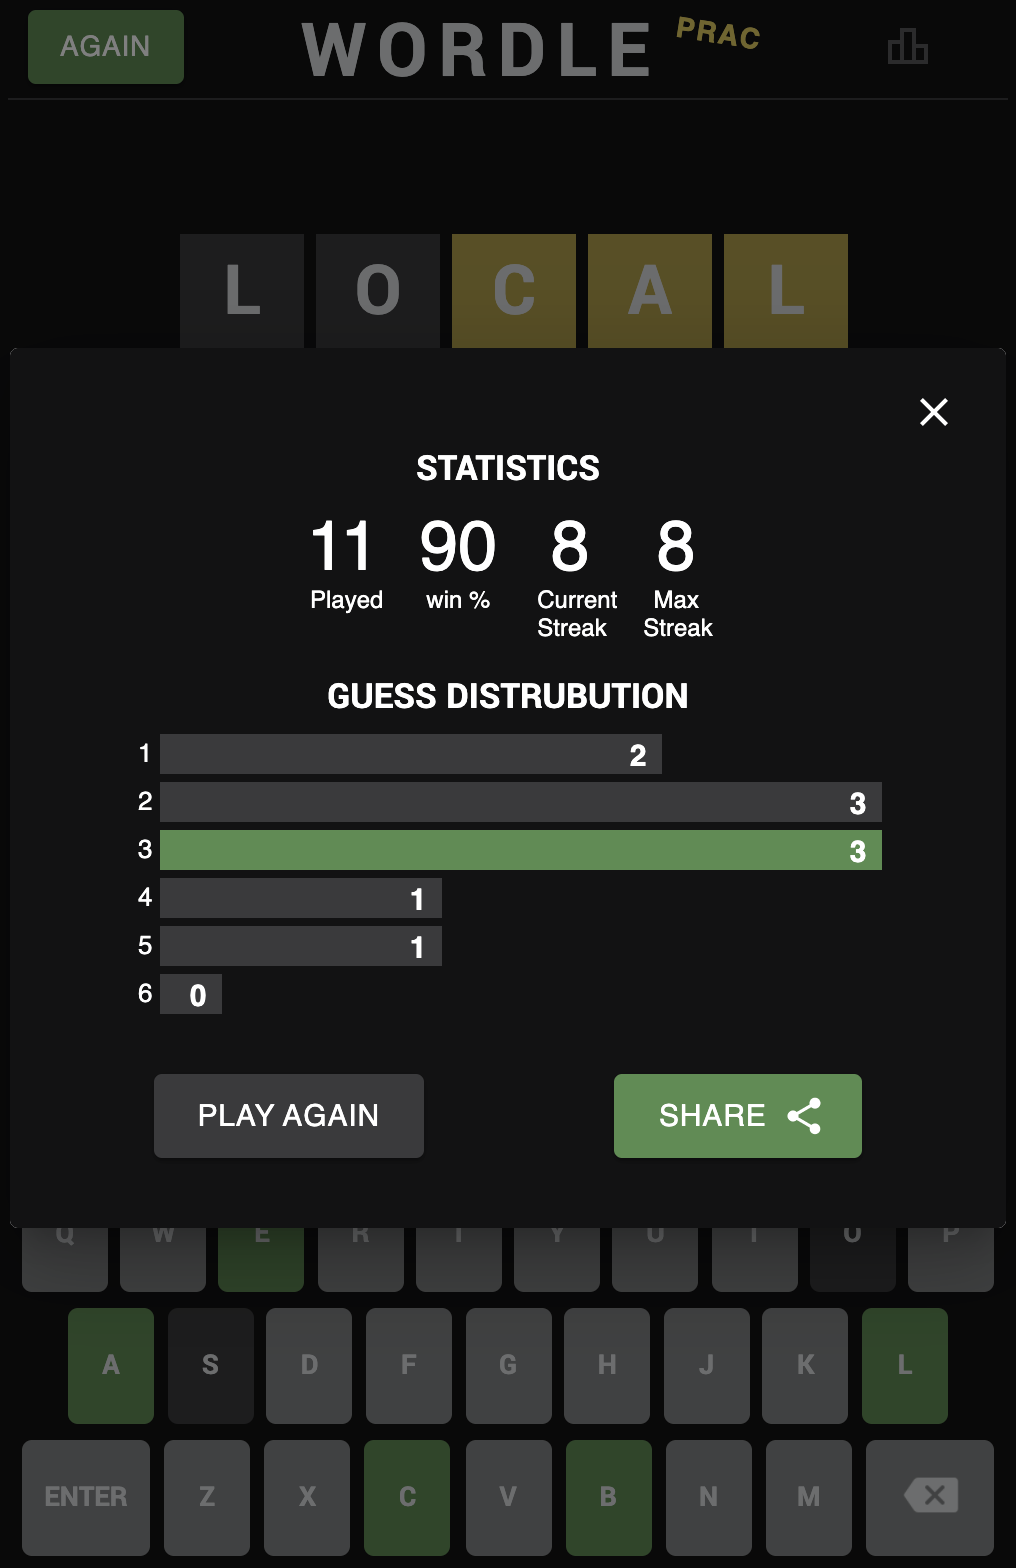 AGAIN WORDLE PRAC
L O C A L
STATISTICS
11 90 8 8
Played win % Current Streak Max Streak
GUESS DISTRUBUTION
1 2
2 3
3 3
4 1
5 1
6 0
PLAY AGAIN SHARE
Q W E R T Y U I O P
A S D F G H J K L
ENTER Z X C V B N M